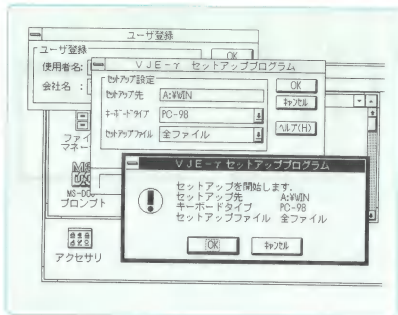 ユーザ登録
ユーザ登録
使用者名:
会社名 :
OK
VJE-γ セットアッププログラム
セットアップ設定
セットアップ先 A:¥WIN
キーボードタイプ PC-98
セットアップファイル 全ファイル
OK
キャンセル
ヘルプ(H)
ファイ
マネー
MS-DOS
プロンプト
アクセサリ
VJE-γ セットアッププログラム
セットアップを開始します.
セットアップ先 A:¥WIN
キーボードタイプ PC-98
セットアップファイル 全ファイル
OK
キャンセル